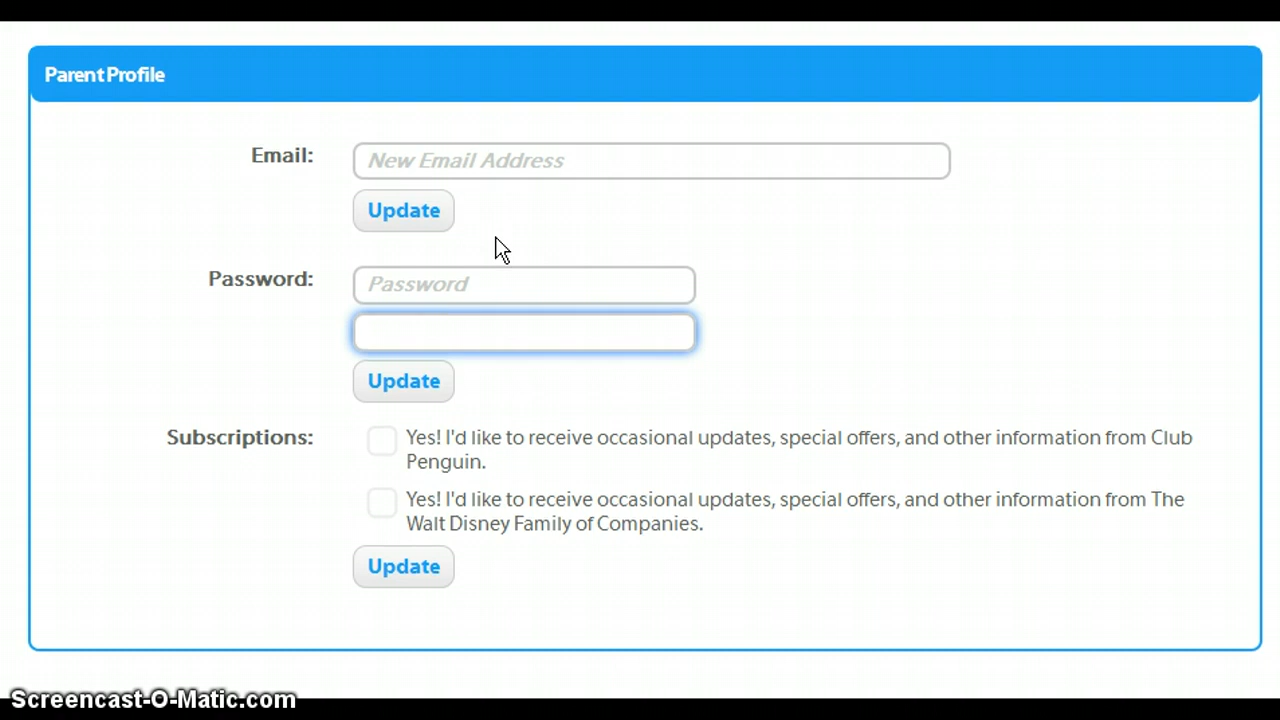 Parent Profile
Email:
New Email Address
Update
Password:
Password
Update
Subscriptions:
Yes! I'd like to receive occasional updates, special offers, and other information from Club
Penguin.
Yes! I'd like to receive occasional updates, special offers, and other information from The
Walt Disney Family of Companies.
Update
Screencast-O-Matic.com